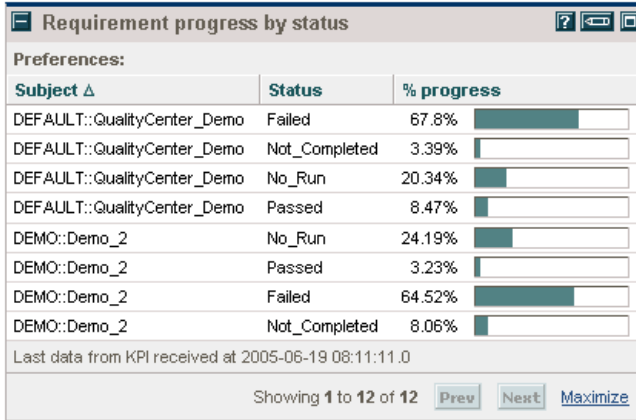 Requirement progress by status ?
Preferences:
Subject Δ Status % progress
DEFAULT::QualityCenter_Demo Failed 67.8%
DEFAULT::QualityCenter_Demo Not_Completed 3.39%
DEFAULT::QualityCenter_Demo No_Run 20.34%
DEFAULT::QualityCenter_Demo Passed 8.47%
DEMO::Demo_2 No_Run 24.19%
DEMO::Demo_2 Passed 3.23%
DEMO::Demo_2 Failed 64.52%
DEMO::Demo_2 Not_Completed 8.06%
Last data from KPI received at 2005-06-19 08:11:11.0
Showing 1 to 12 of 12 Prev Next Maximize